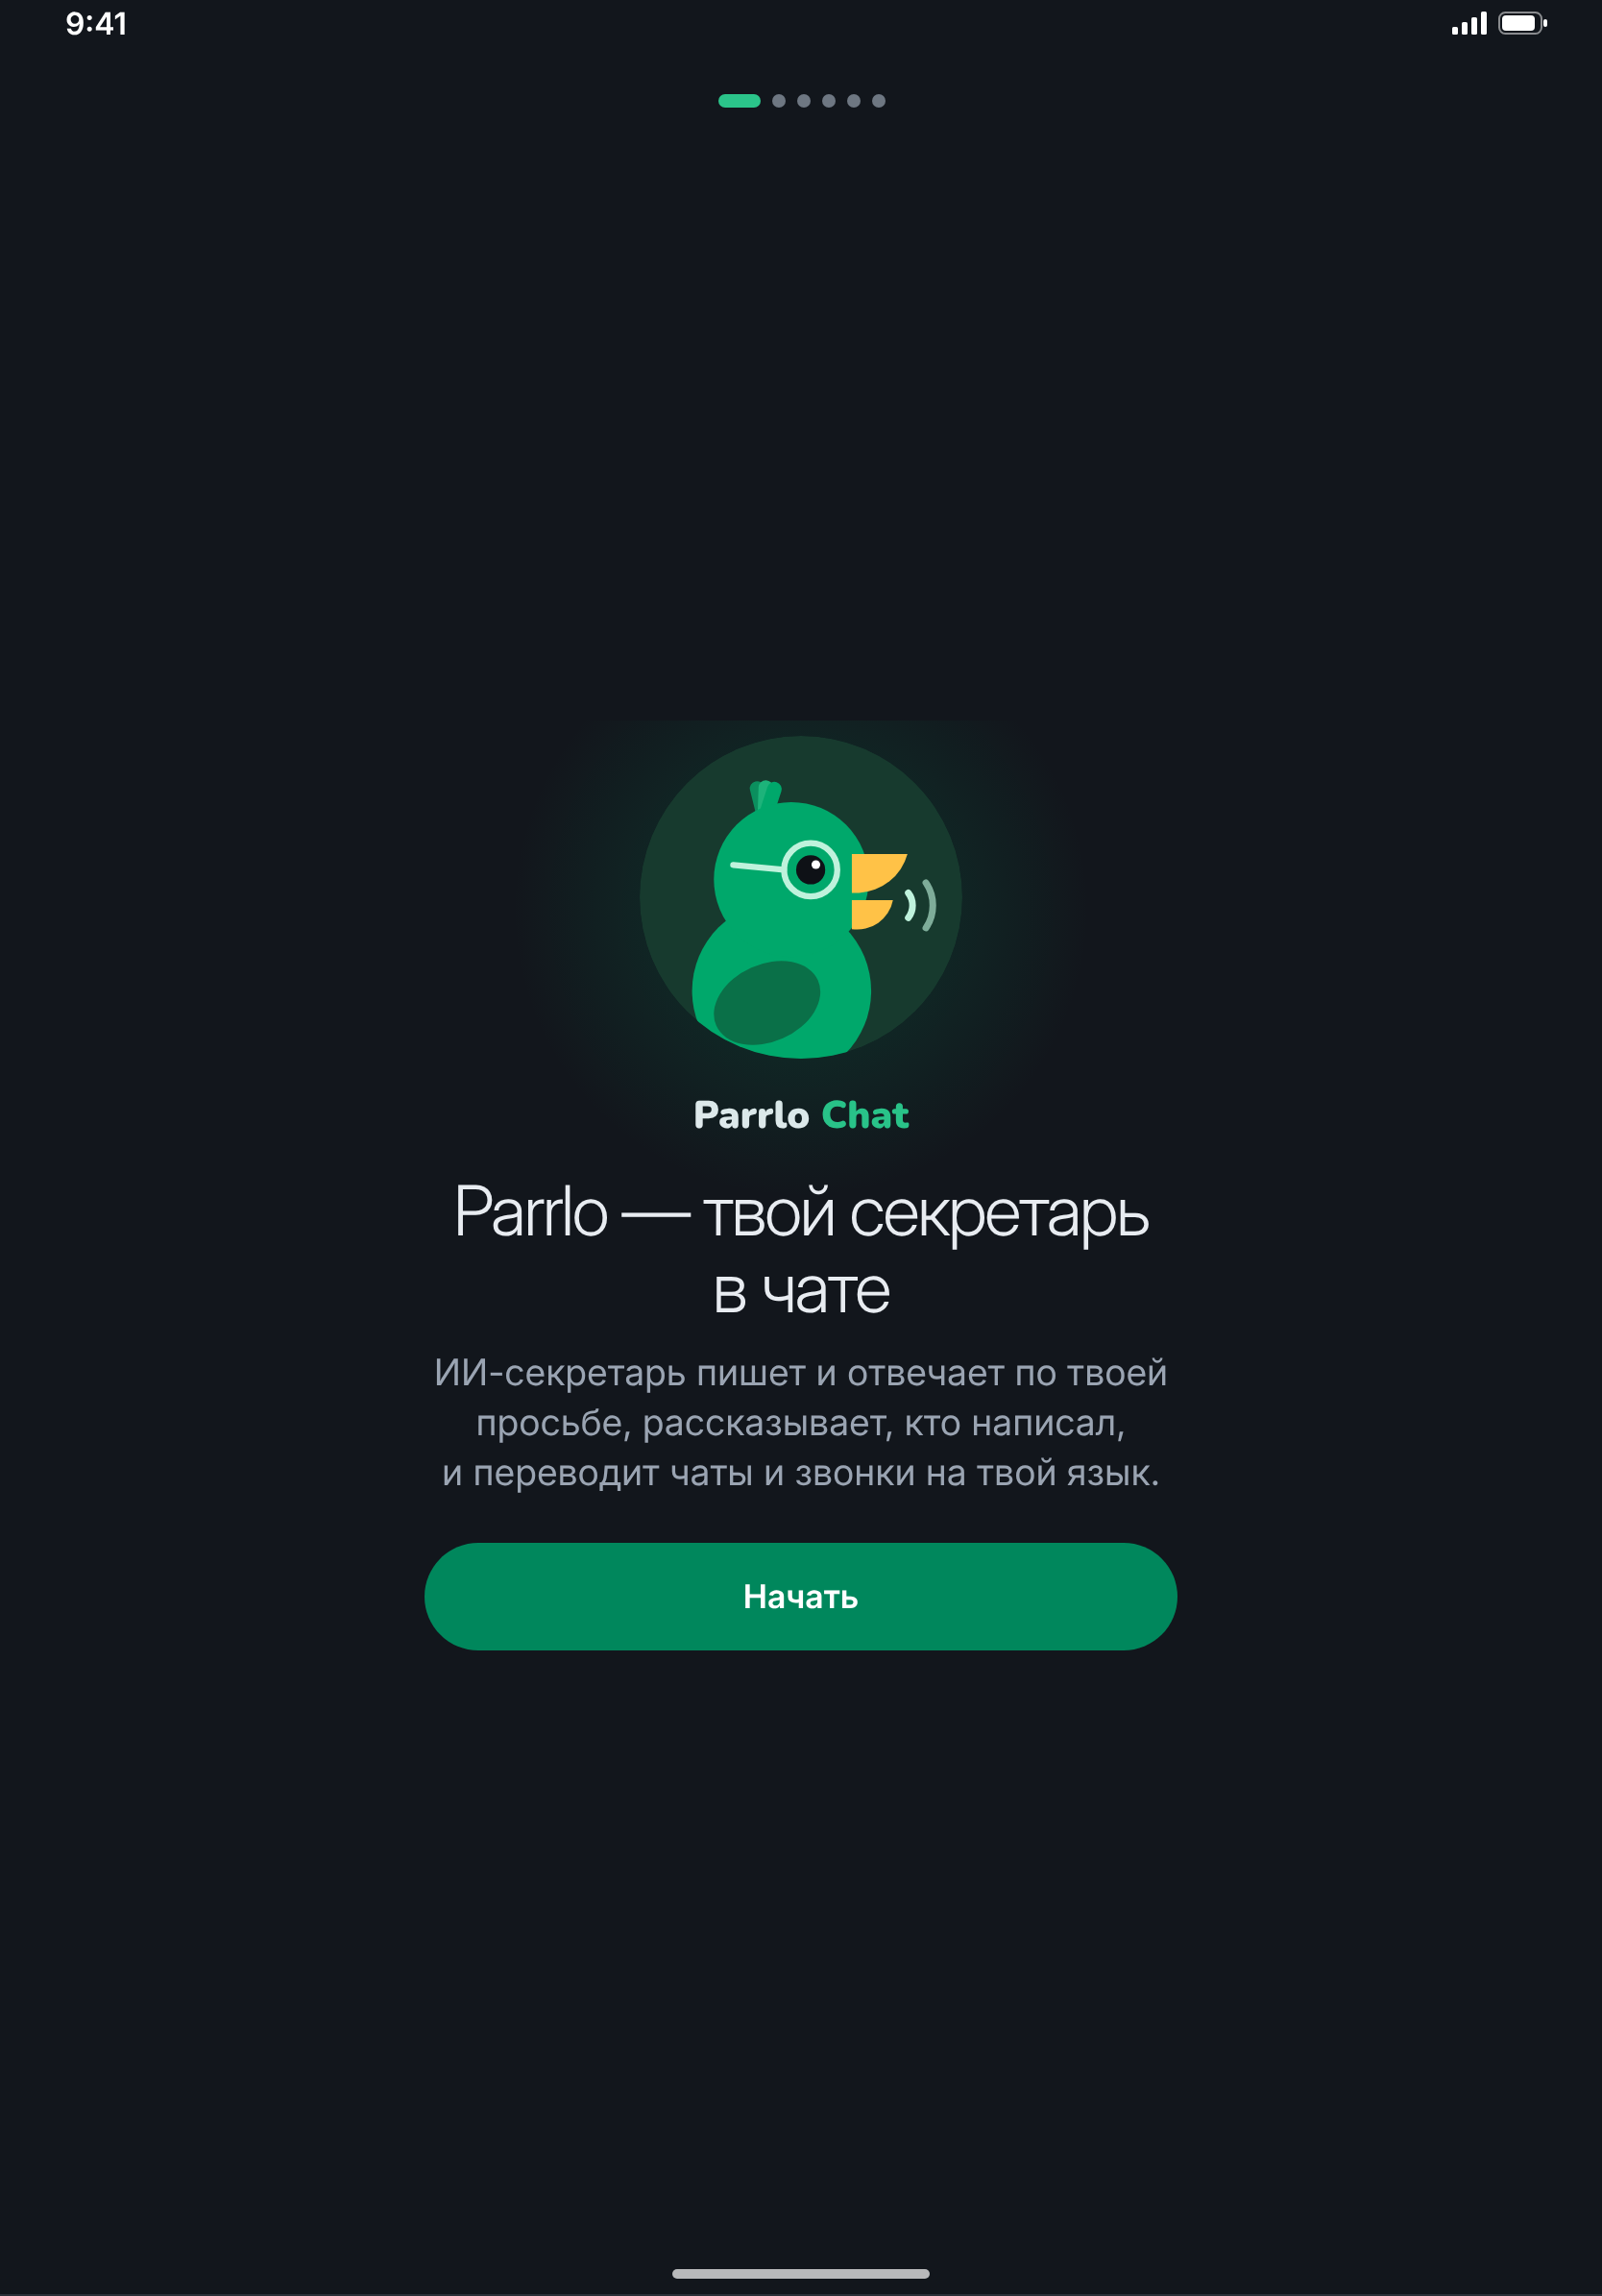 9:41
Parrlo Chat
Parrlo — твой секретарь
в чате
ИИ-секретарь пишет и отвечает по твоей
просьбе, рассказывает, кто написал,
и переводит чаты и звонки на твой язык.
Начать